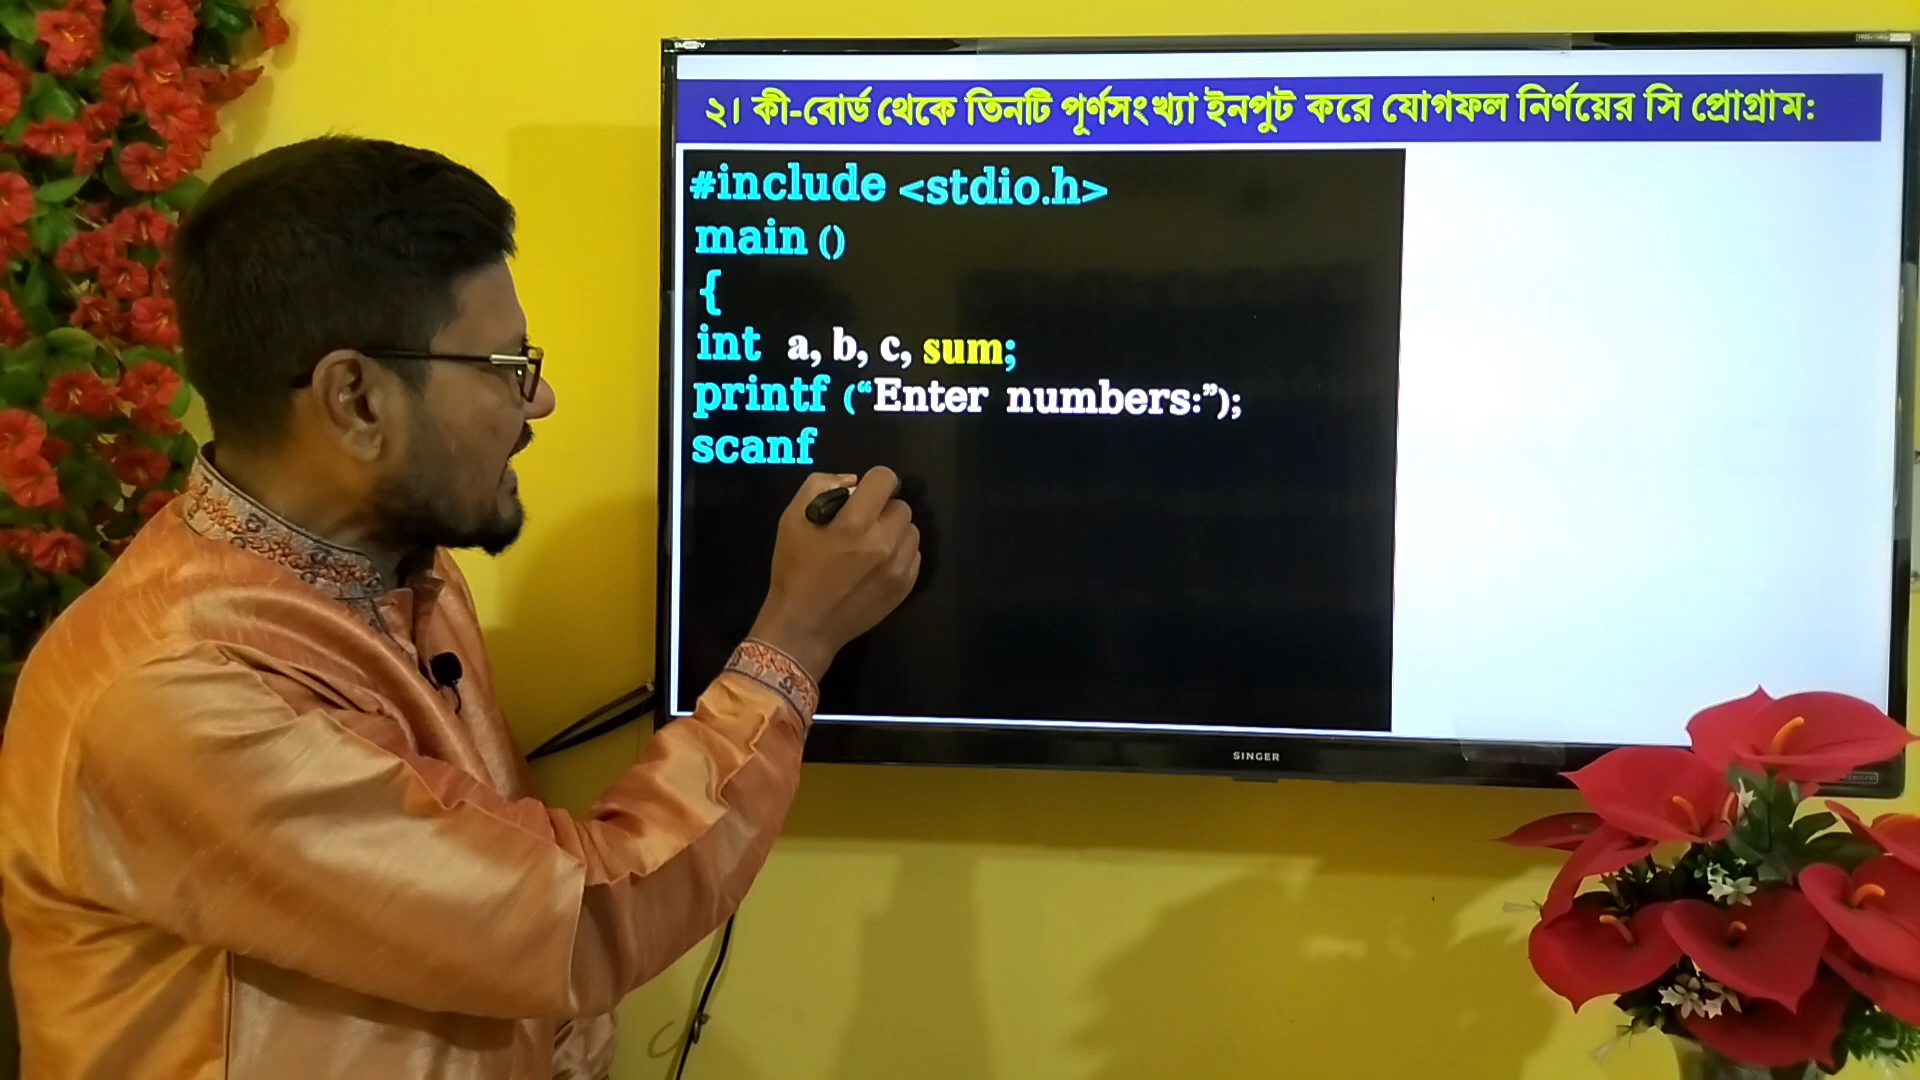 ২। কী-বোর্ড থেকে তিনটি পূর্ণসংখ্যা ইনপুট করে যোগফল নির্ণয়ের সি প্রোগ্রাম:
#include <stdio.h>
main ()
{
int a, b, c, sum;
printf (“Enter numbers:”);
scanf
SINGER